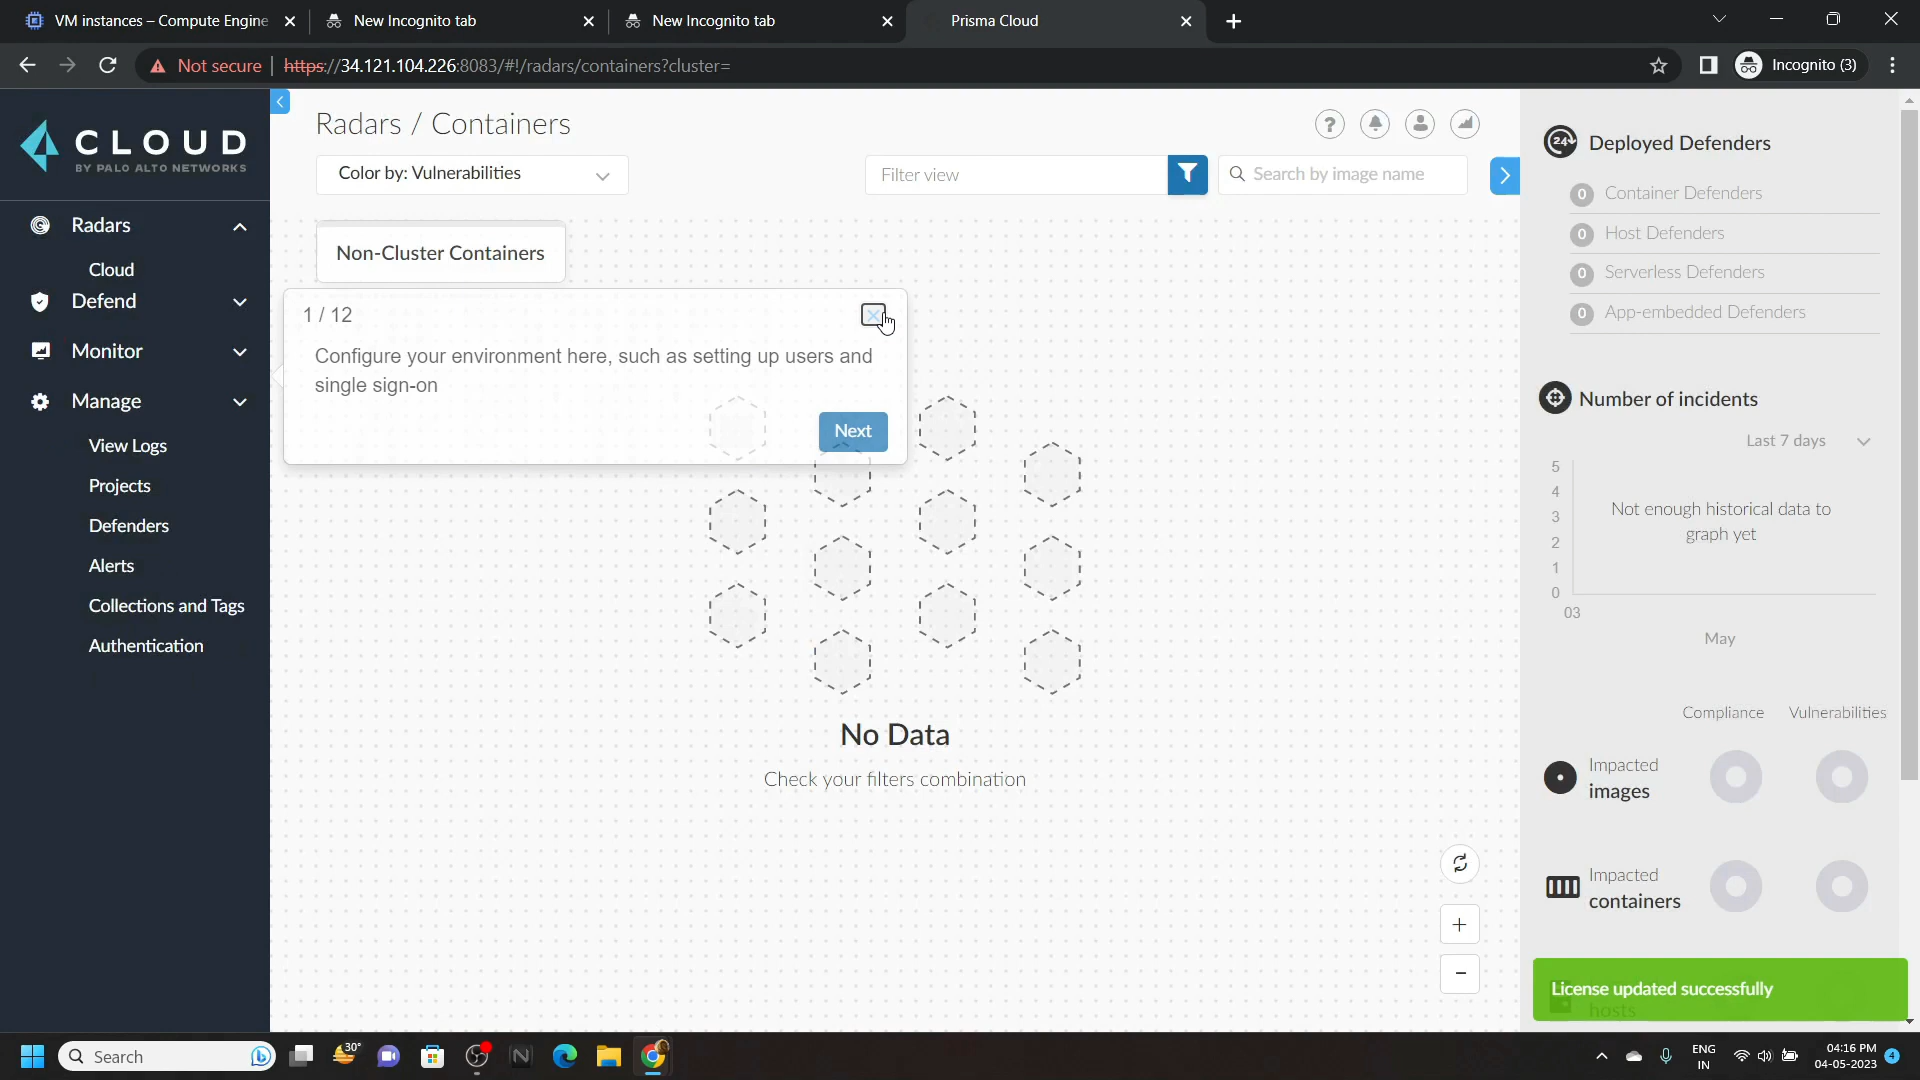 VM instances – Compute Engine
New Incognito tab
New Incognito tab
Prisma Cloud
Not secure
https://34.121.104.226:8083/#!/radars/containers?cluster=
Incognito (3)
CLOUD
BY PALO ALTO NETWORKS
Radars
Cloud
Defend
Monitor
Manage
View Logs
Projects
Defenders
Alerts
Collections and Tags
Authentication
Radars / Containers
?
Color by: Vulnerabilities
Filter view
Search by image name
Non-Cluster Containers
1 / 12
Configure your environment here, such as setting up users and
single sign-on
Next
No Data
Check your filters combination
+
−
24
Deployed Defenders
0 Container Defenders
0 Host Defenders
0 Serverless Defenders
0 App-embedded Defenders
Number of incidents
Last 7 days
5
4
3
2
1
0
Not enough historical data to
graph yet
03
May
Compliance Vulnerabilities
Impacted
images
Impacted
containers
License updated successfully
hosts
Search
30°
N
ENG
IN
04:16 PM
04-05-2023
4